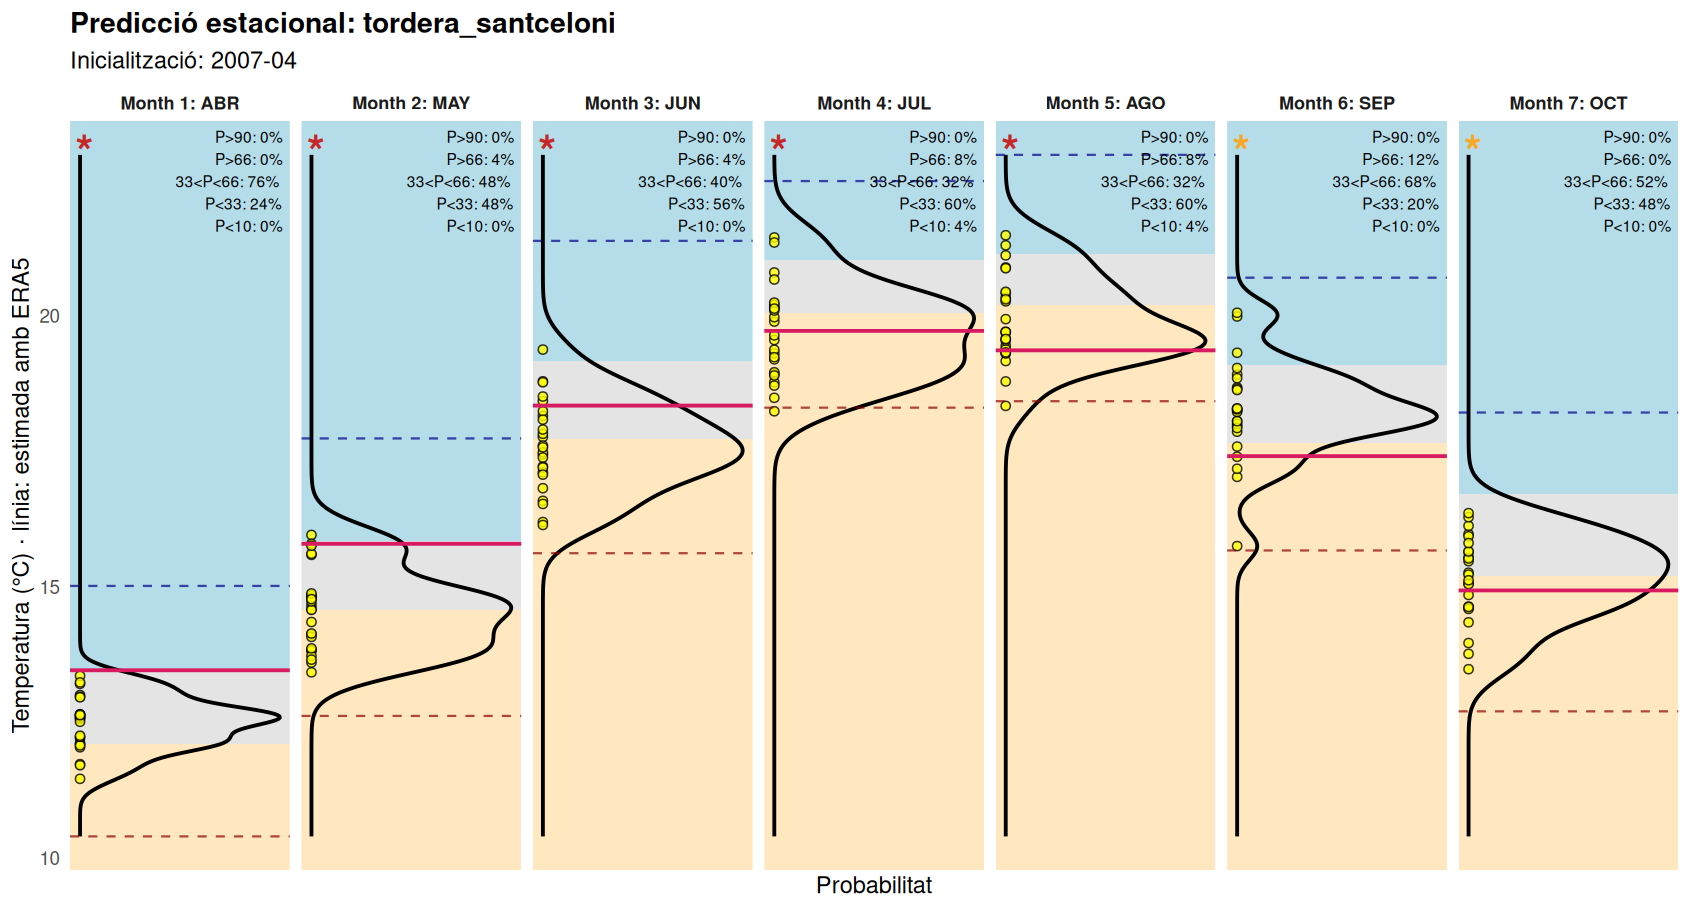 Predicció estacional: tordera_santceloni
Inicialització: 2007-04
Month 1: ABR
Month 2: MAY
Month 3: JUN
Month 4: JUL
Month 5: AGO
Month 6: SEP
Month 7: OCT
*
P>90: 0%
P>66: 0%
33<P<66: 76%
P<33: 24%
P<10: 0%
*
P>90: 0%
P>66: 4%
33<P<66: 48%
P<33: 48%
P<10: 0%
*
P>90: 0%
P>66: 4%
33<P<66: 40%
P<33: 56%
P<10: 0%
*
P>90: 0%
P>66: 8%
33<P<66: 32%
P<33: 60%
P<10: 4%
*
P>90: 0%
P>66: 8%
33<P<66: 32%
P<33: 60%
P<10: 4%
*
P>90: 0%
P>66: 12%
33<P<66: 68%
P<33: 20%
P<10: 0%
*
P>90: 0%
P>66: 0%
33<P<66: 52%
P<33: 48%
P<10: 0%
Temperatura (°C) · línia: estimada amb ERA5
20
15
10
Probabilitat